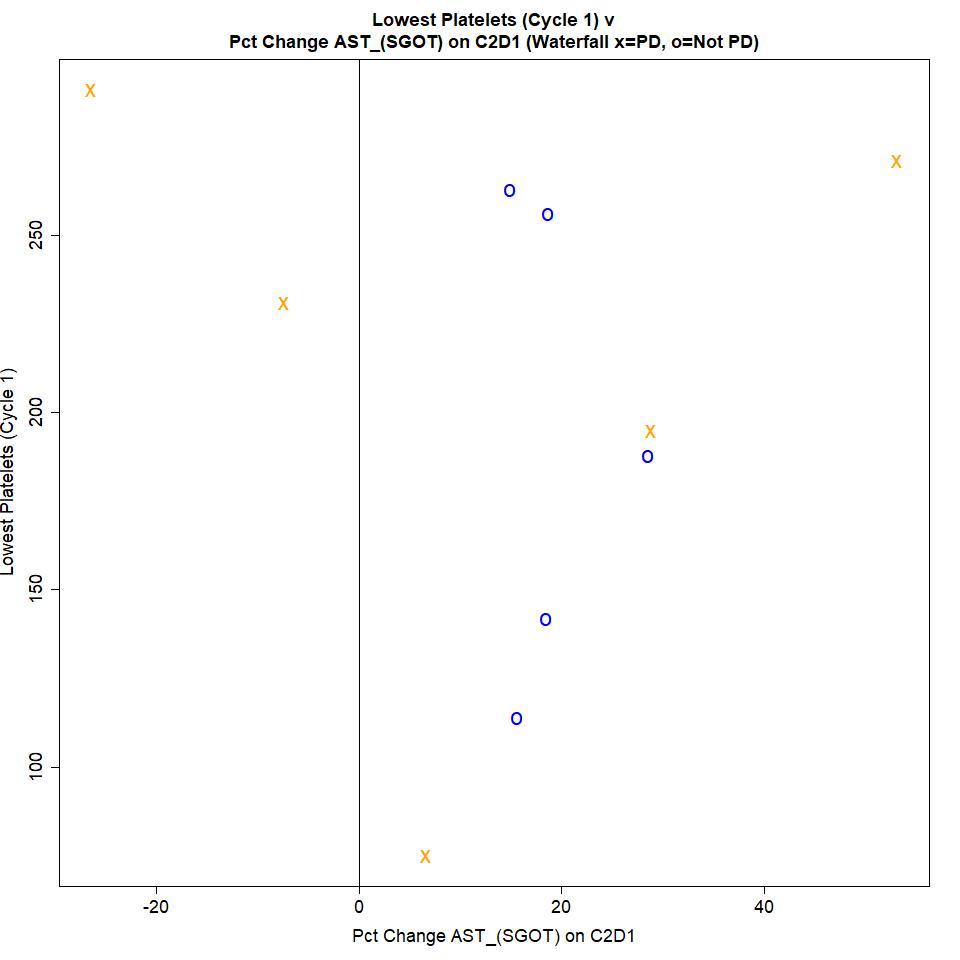 Lowest Platelets (Cycle 1) v
Pct Change AST_(SGOT) on C2D1 (Waterfall x=PD, o=Not PD)
X
X
O
O
X
250
X
200
O
Lowest Platelets (Cycle 1)
150
O
O
100
X
-20 0 20 40
Pct Change AST_(SGOT) on C2D1